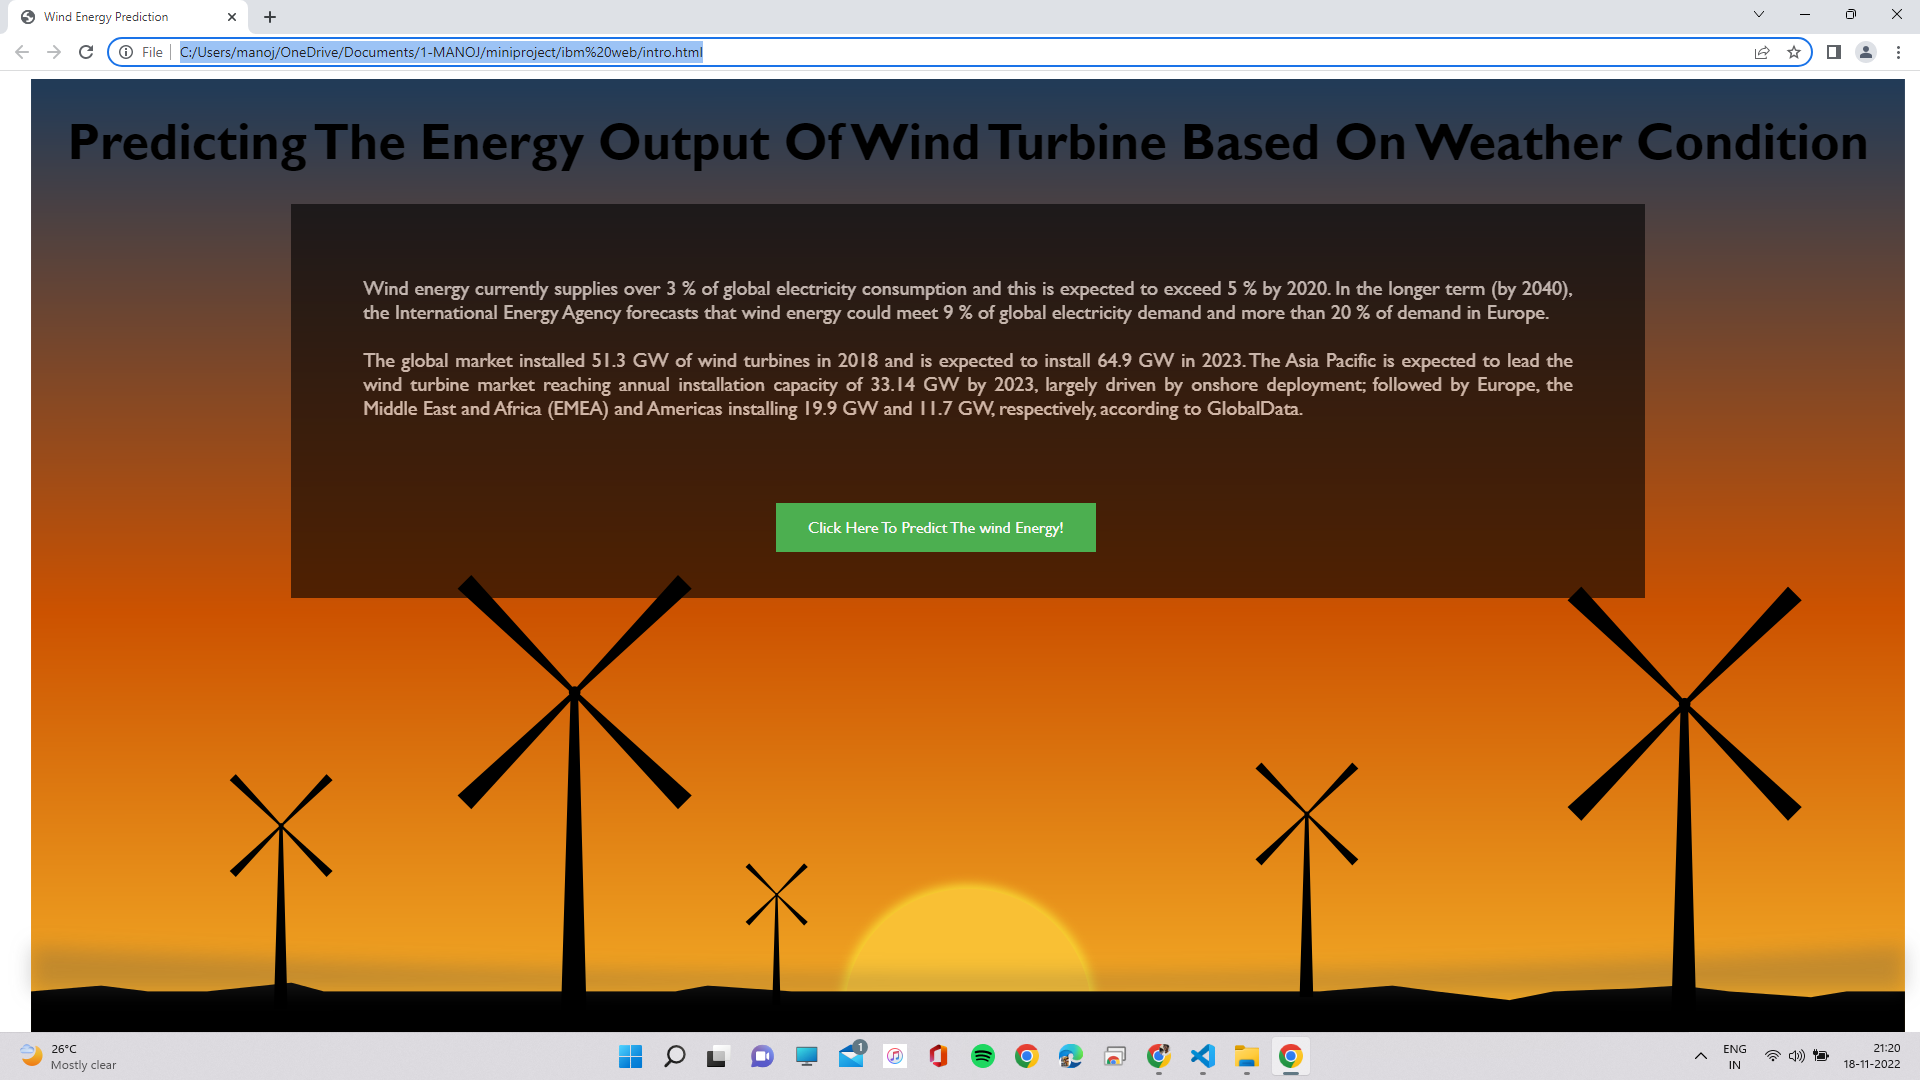 Wind Energy Prediction
File
C:/Users/manoj/OneDrive/Documents/1-MANOJ/miniproject/ibm%20web/intro.html
Predicting The Energy Output Of Wind Turbine Based On Weather Condition
Wind energy currently supplies over 3 % of global electricity consumption and this is expected to exceed 5 % by 2020. In the longer term (by 2040),
the International Energy Agency forecasts that wind energy could meet 9 % of global electricity demand and more than 20 % of demand in Europe.
The global market installed 51.3 GW of wind turbines in 2018 and is expected to install 64.9 GW in 2023. The Asia Pacific is expected to lead the
wind turbine market reaching annual installation capacity of 33.14 GW by 2023, largely driven by onshore deployment; followed by Europe, the
Middle East and Africa (EMEA) and Americas installing 19.9 GW and 11.7 GW, respectively, according to GlobalData.
Click Here To Predict The wind Energy!
26°C
Mostly clear
1
ENG
IN
21:20
18-11-2022